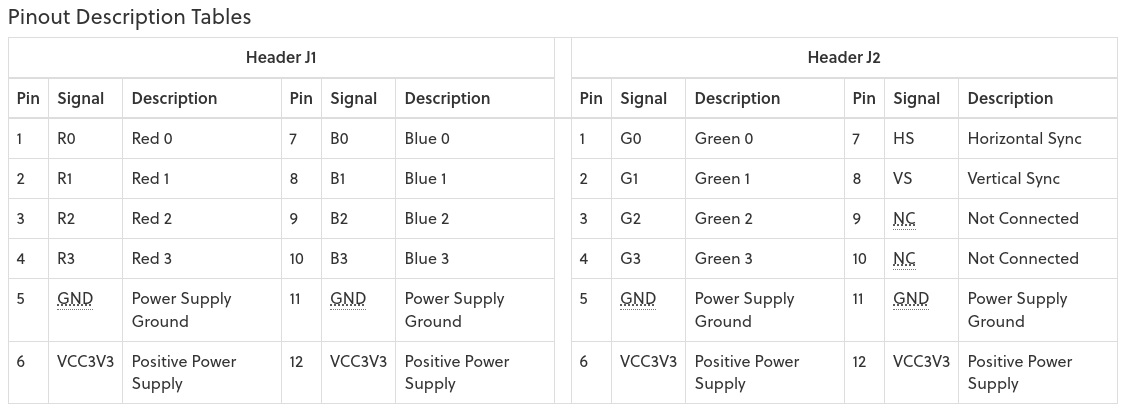 Pinout Description Tables
Header J1 Header J2
Pin Signal Description Pin Signal Description Pin Signal Description Pin Signal Description
1 R0 Red 0 7 B0 Blue 0 1 G0 Green 0 7 HS Horizontal Sync
2 R1 Red 1 8 B1 Blue 1 2 G1 Green 1 8 VS Vertical Sync
3 R2 Red 2 9 B2 Blue 2 3 G2 Green 2 9 NC Not Connected
4 R3 Red 3 10 B3 Blue 3 4 G3 Green 3 10 NC Not Connected
5 GND Power Supply 11 GND Power Supply 5 GND Power Supply 11 GND Power Supply
Ground Ground Ground Ground
6 VCC3V3 Positive Power 12 VCC3V3 Positive Power 6 VCC3V3 Positive Power 12 VCC3V3 Positive Power
Supply Supply Supply Supply